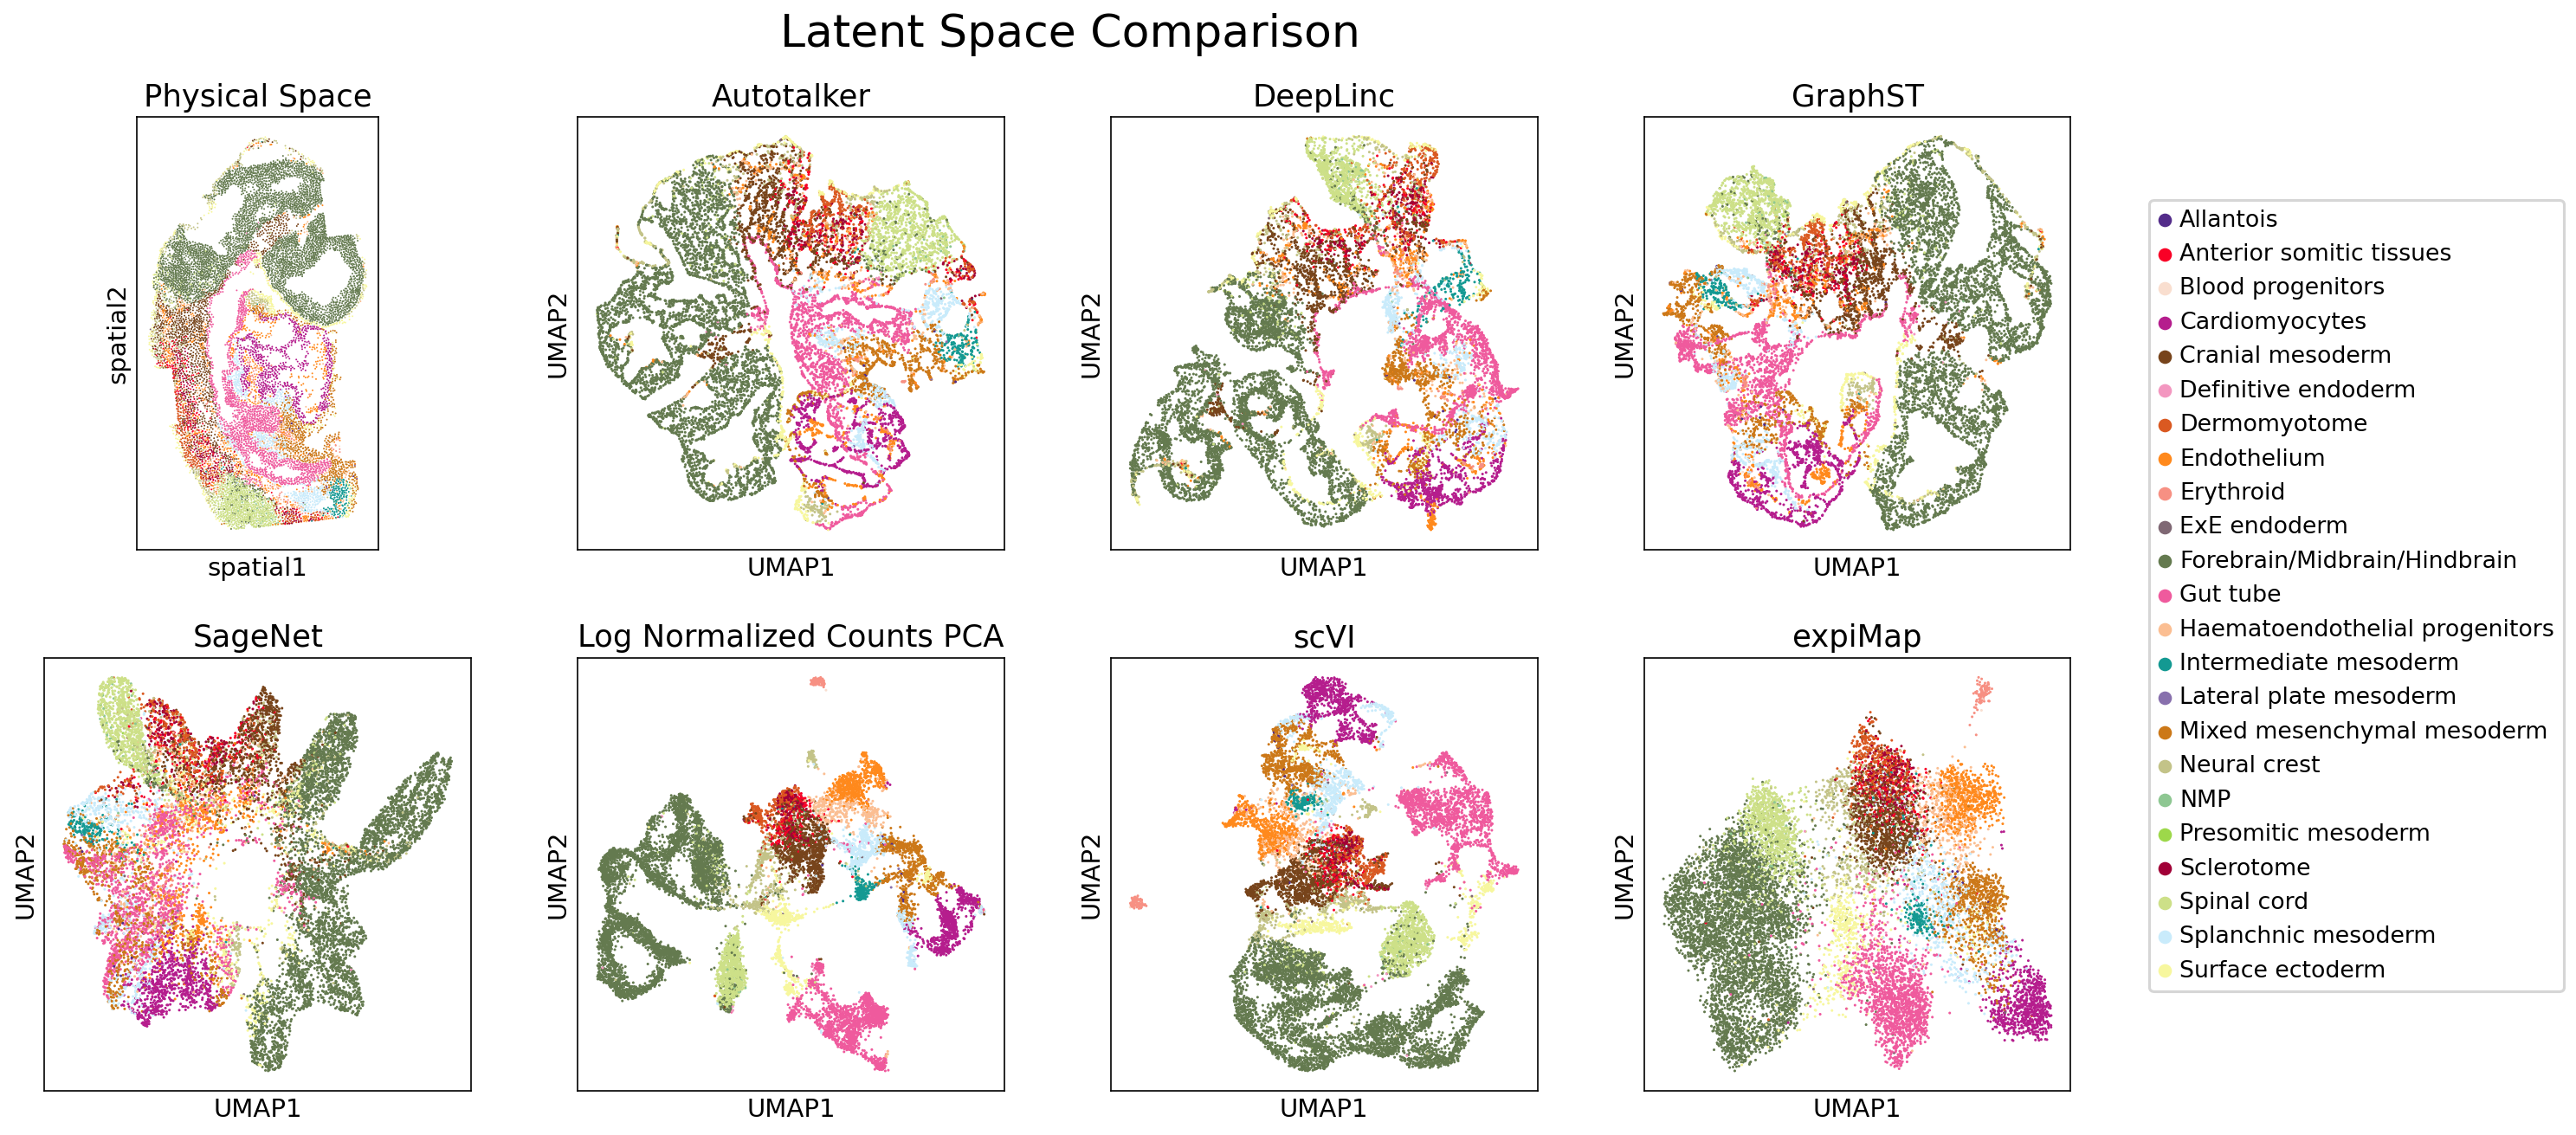 Latent Space Comparison
Physical Space
Autotalker
DeepLinc
GraphST
spatial2
UMAP2
UMAP2
UMAP2
spatial1
UMAP1
UMAP1
UMAP1
SageNet
Log Normalized Counts PCA
scVI
expiMap
UMAP2
UMAP2
UMAP2
UMAP2
UMAP1
UMAP1
UMAP1
UMAP1
Allantois
Anterior somitic tissues
Blood progenitors
Cardiomyocytes
Cranial mesoderm
Definitive endoderm
Dermomyotome
Endothelium
Erythroid
ExE endoderm
Forebrain/Midbrain/Hindbrain
Gut tube
Haematoendothelial progenitors
Intermediate mesoderm
Lateral plate mesoderm
Mixed mesenchymal mesoderm
Neural crest
NMP
Presomitic mesoderm
Sclerotome
Spinal cord
Splanchnic mesoderm
Surface ectoderm